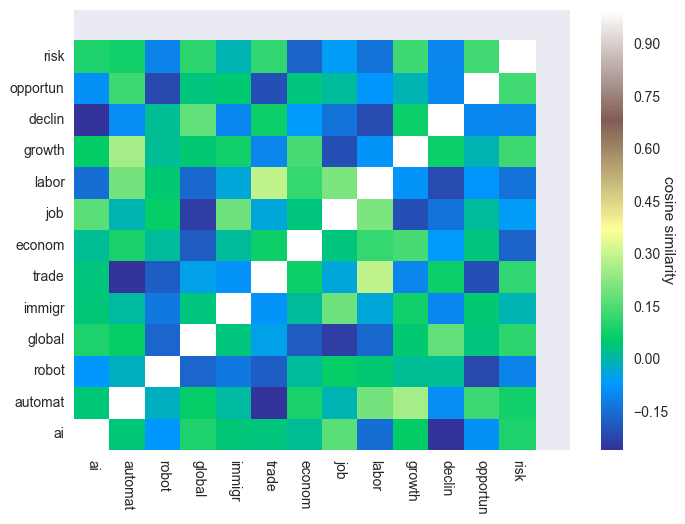 risk
opportun
declin
growth
labor
job
econom
trade
immigr
global
robot
automat
ai
ai
automat
robot
global
immigr
trade
econom
job
labor
growth
declin
opportun
risk
0.90
0.75
0.60
0.45
0.30
0.15
0.00
−0.15
cosine similarity